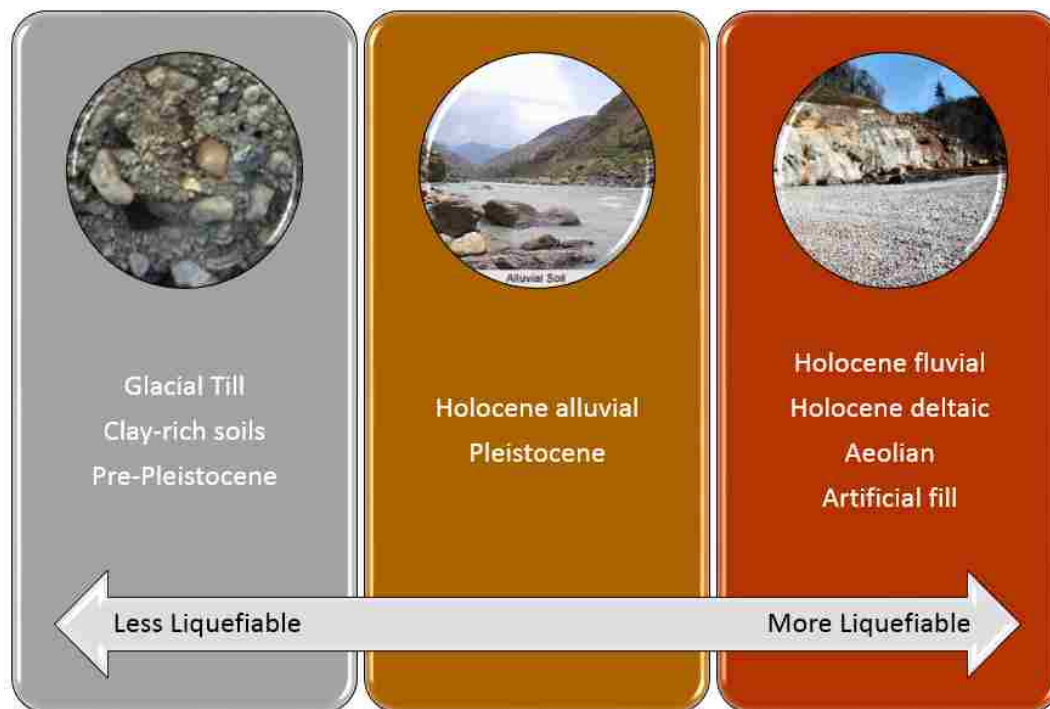 Alluvial Soil
Glacial Till
Clay-rich soils
Pre-Pleistocene
Holocene alluvial
Pleistocene
Holocene fluvial
Holocene deltaic
Aeolian
Artificial fill
Less Liquefiable
More Liquefiable